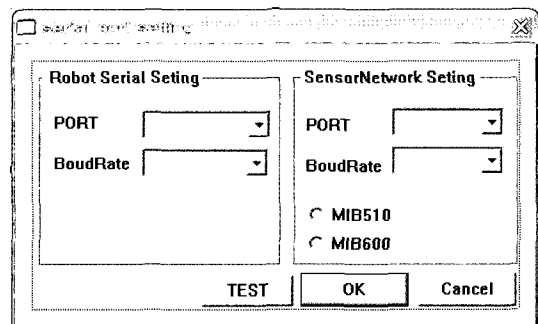 Robot Serial Seting
PORT
BoudRate
SensorNetwork Seting
PORT
BoudRate
MIB510
MIB600
TEST
OK
Cancel